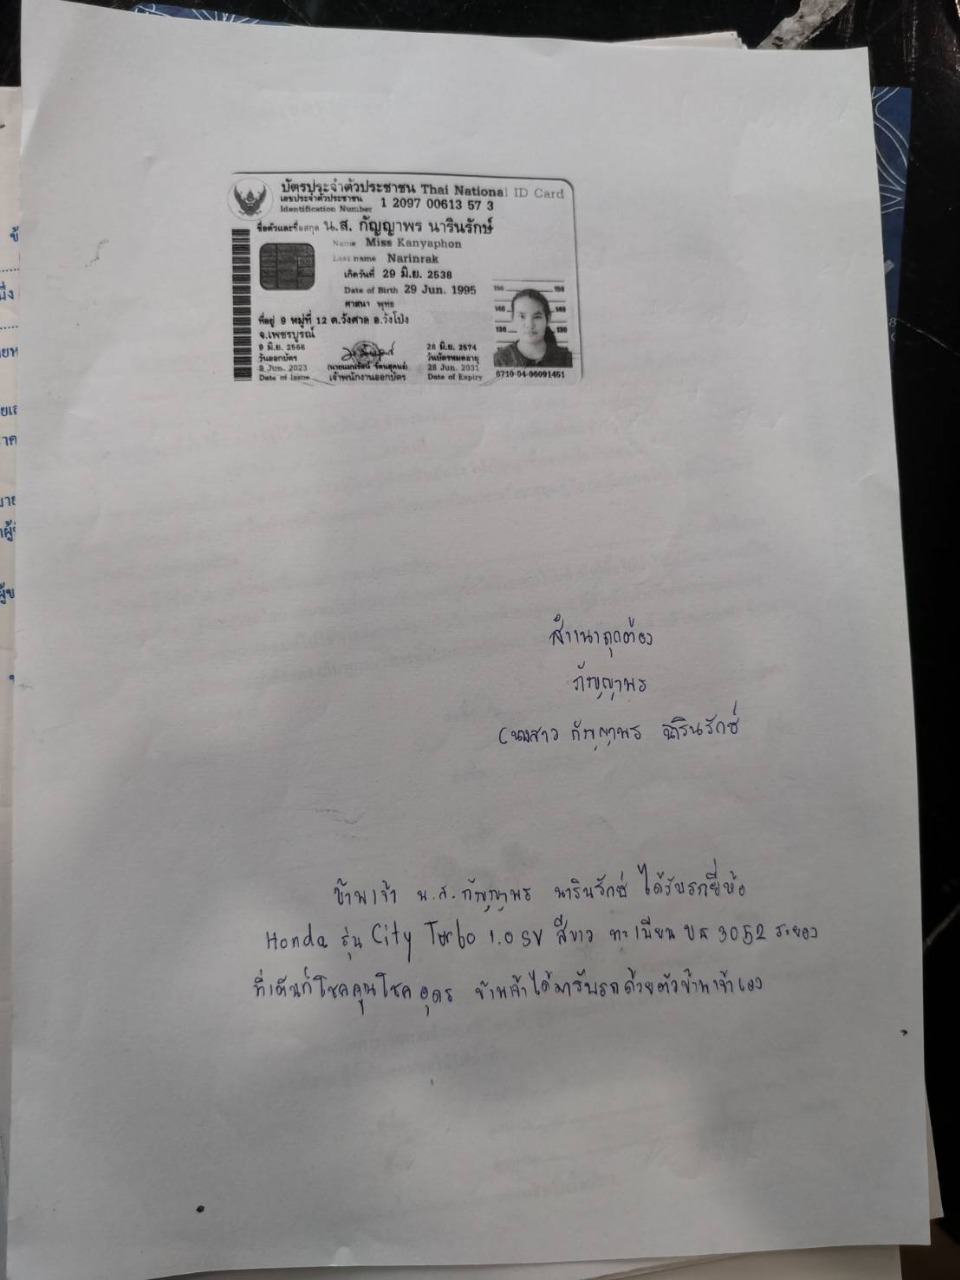 บัตรประจำตัวประชาชน Thai National ID Card
เลขประจำตัวประชาชน
Identification Number 1 2097 00613 57 3
ชื่อตัวและชื่อสกุล น.ส. กัญญาพร นารินรักษ์
Name Miss Kanyaphon
Last name Narinrak
เกิดวันที่ 29 มิ.ย. 2538
Date of Birth 29 Jun. 1995
ศาสนา พุทธ
ที่อยู่ 9 หมู่ที่ 12 ต.วังศาล อ.วังโป่ง
จ.เพชรบูรณ์
9 มิ.ย. 2566
วันออกบัตร
9 Jun. 2023
Date of Issue
เจ้าพนักงานออกบัตร
28 มิ.ย. 2574
วันบัตรหมดอายุ
28 Jun. 2031
Date of Expiry
6710-04-06091451
สำเนาถูกต้อง
กัญญาพร
(นางสาว กัญญาพร นารินรักษ์
ข้าพเจ้า น.ส. กัญญาพร นารินรักษ์ ได้รับรถยี่ห้อ
Honda รุ่น City Turbo 1.0 SV สีขาว ทะเบียน 3052 ระยอง
ที่เต็นท์โชคคูนโชค อุดร ข้าพเจ้าได้มารับรถด้วยตัวข้าพเจ้าเอง